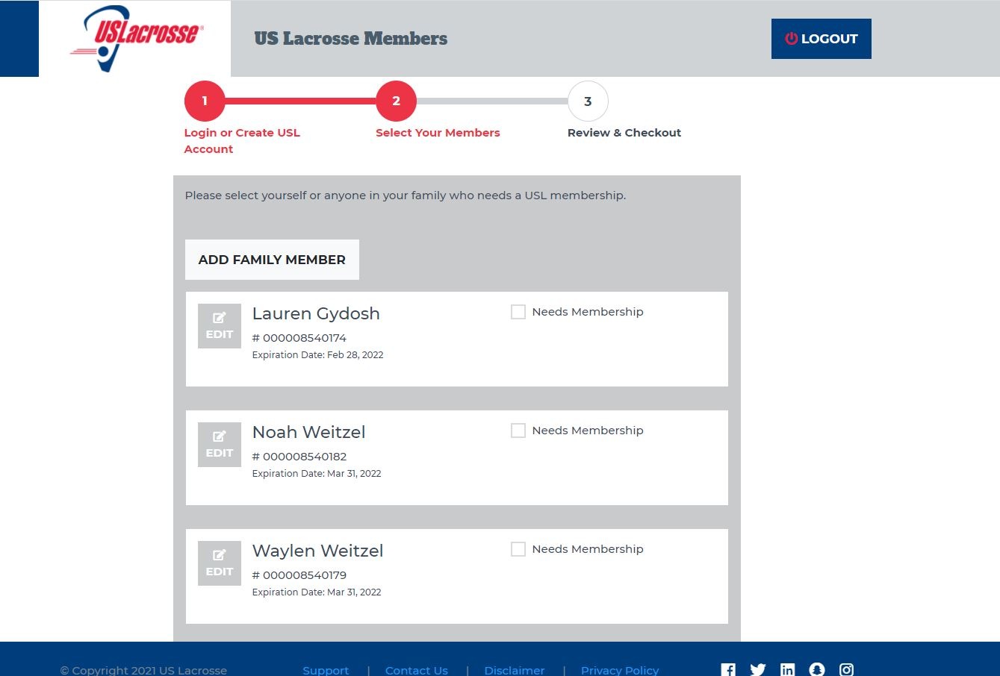 USLacrosse
US Lacrosse Members
LOGOUT
1
2
3
Login or Create USL
Account
Select Your Members
Review & Checkout
Please select yourself or anyone in your family who needs a USL membership.
ADD FAMILY MEMBER
EDIT
Lauren Gydosh
# 000008540174
Expiration Date: Feb 28, 2022
Needs Membership
EDIT
Noah Weitzel
# 000008540182
Expiration Date: Mar 31, 2022
Needs Membership
EDIT
Waylen Weitzel
# 000008540179
Expiration Date: Mar 31, 2022
Needs Membership
© Copyright 2021 US Lacrosse
Support | Contact Us | Disclaimer | Privacy Policy